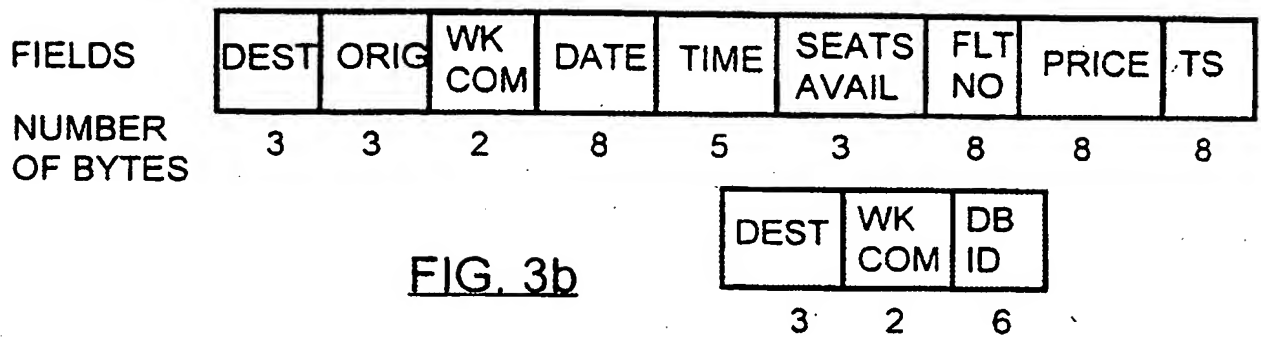 FIELDS DEST ORIG WK COM DATE TIME SEATS AVAIL FLT NO PRICE TS
NUMBER OF BYTES 3 3 2 8 5 3 8 8 8
DEST WK COM DB ID
FIG. 3b
3 2 6